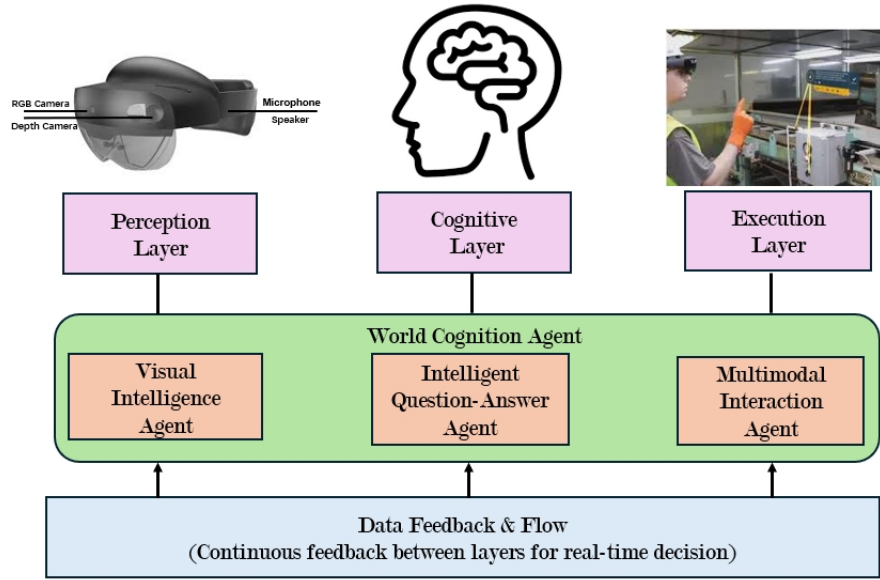 RGB Camera
Depth Camera
Microphone
Speaker
Perception
Layer
Cognitive
Layer
Execution
Layer
World Cognition Agent
Visual
Intelligence
Agent
Intelligent
Question-Answer
Agent
Multimodal
Interaction
Agent
Data Feedback & Flow
(Continuous feedback between layers for real-time decision)